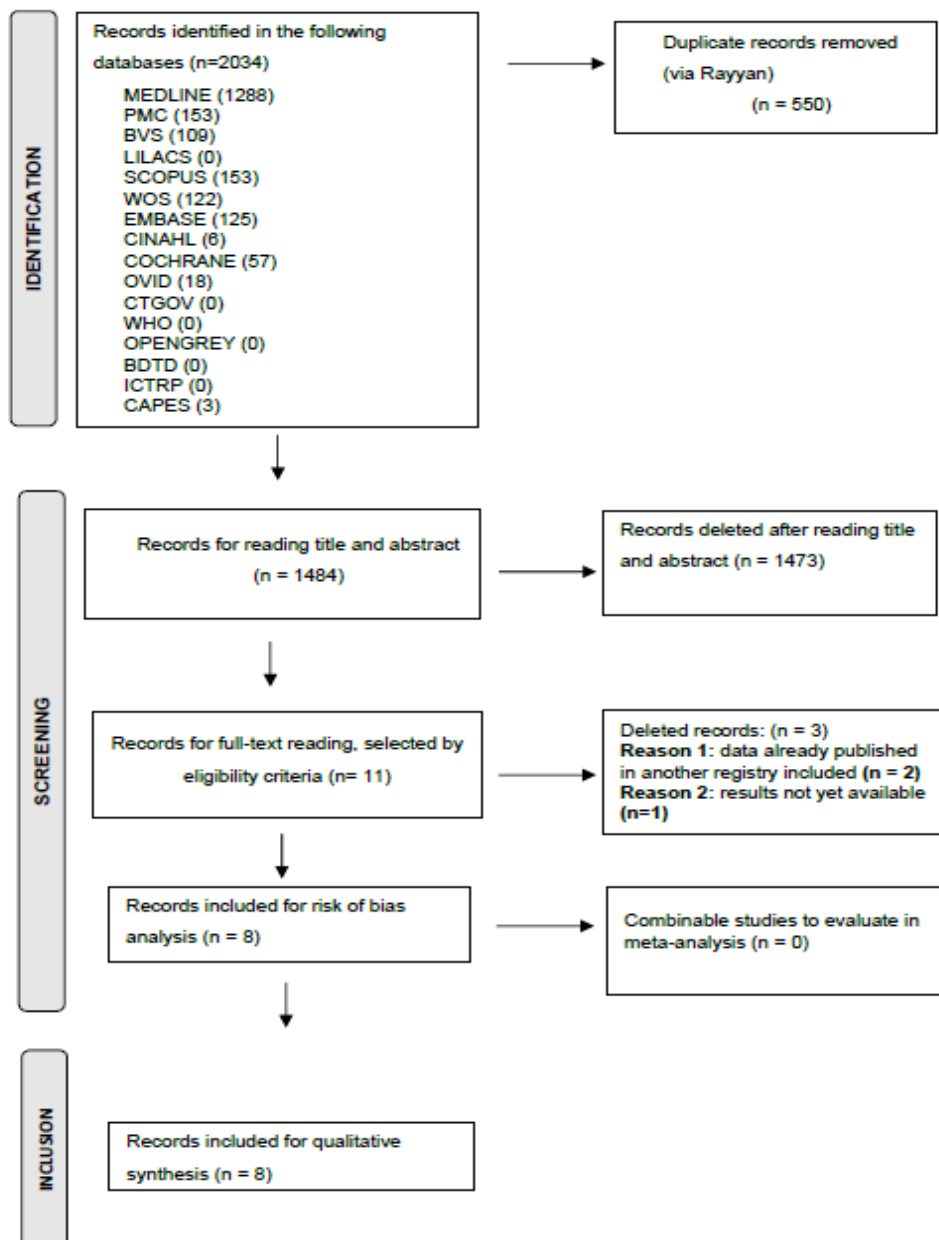 IDENTIFICATION
Records identified in the following
databases (n=2034)
MEDLINE (1288)
PMC (153)
BVS (109)
LILACS (0)
SCOPUS (153)
WOS (122)
EMBASE (125)
CINAHL (6)
COCHRANE (57)
OVID (18)
CTGOV (0)
WHO (0)
OPENGREY (0)
BDTD (0)
ICTRP (0)
CAPES (3)
Duplicate records removed
(via Rayyan)
(n = 550)
SCREENING
Records for reading title and abstract
(n = 1484)
Records deleted after reading title
and abstract (n = 1473)
Records for full-text reading, selected by
eligibility criteria (n= 11)
Deleted records: (n = 3)
Reason 1: data already published
in another registry included (n = 2)
Reason 2: results not yet available
(n=1)
Records included for risk of bias
analysis (n = 8)
Combinable studies to evaluate in
meta-analysis (n = 0)
INCLUSION
Records included for qualitative
synthesis (n = 8)